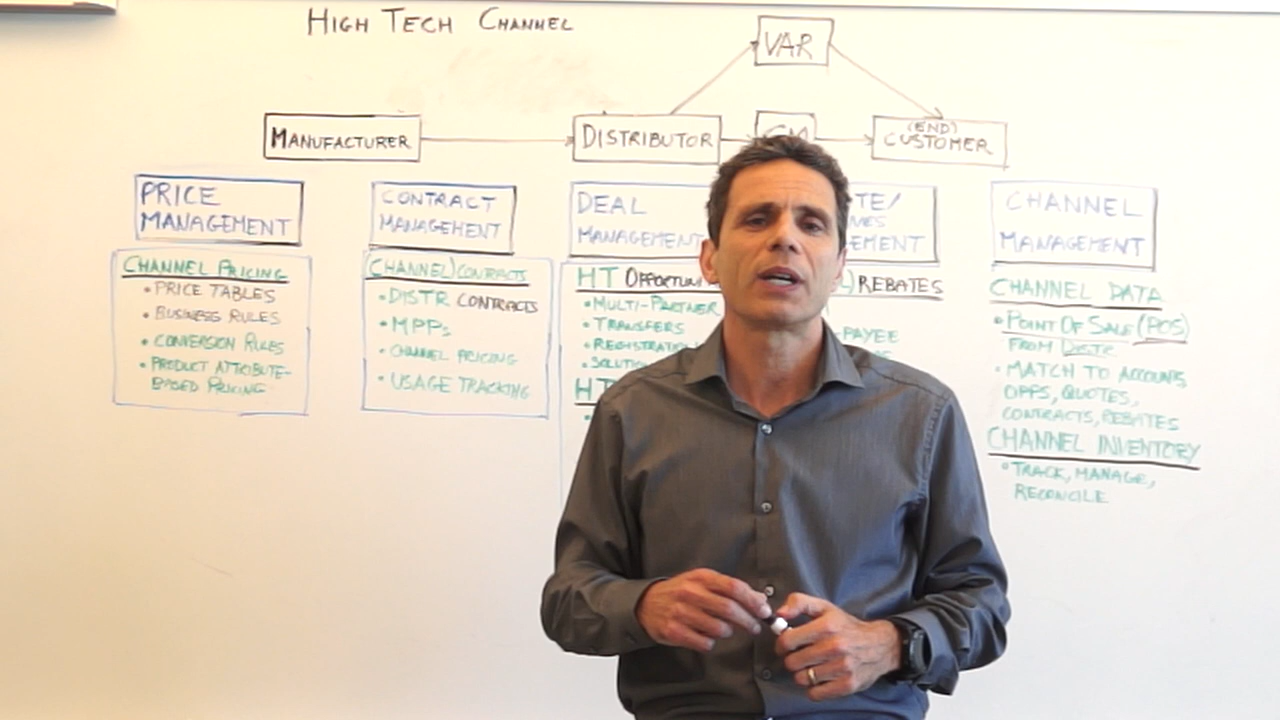 HIGH TECH CHANNEL
VAR
MANUFACTURER
DISTRIBUTOR
CM
(END)
CUSTOMER
PRICE
MANAGEMENT
CHANNEL PRICING
• PRICE TABLES
• BUSINESS RULES
• CONVERSION RULES
• PRODUCT ATTRIBUTE-
BASED PRICING
CONTRACT
MANAGEMENT
(CHANNEL) CONTRACTS
• DISTR CONTRACTS
• MPPs
• CHANNEL PRICING
• USAGE TRACKING
DEAL
MANAGEMENT
HT
• MULTI-PARTNER
• TRANSFERS
HT
REBATES
-PAYEE
CHANNEL
MANAGEMENT
CHANNEL DATA
• POINT OF SALE (POS)
FROM DISTR
• MATCH TO ACCOUNTS
OPPS, QUOTES,
CONTRACTS, REBATES
CHANNEL INVENTORY
• TRACK, MANAGE,
RECONCILE